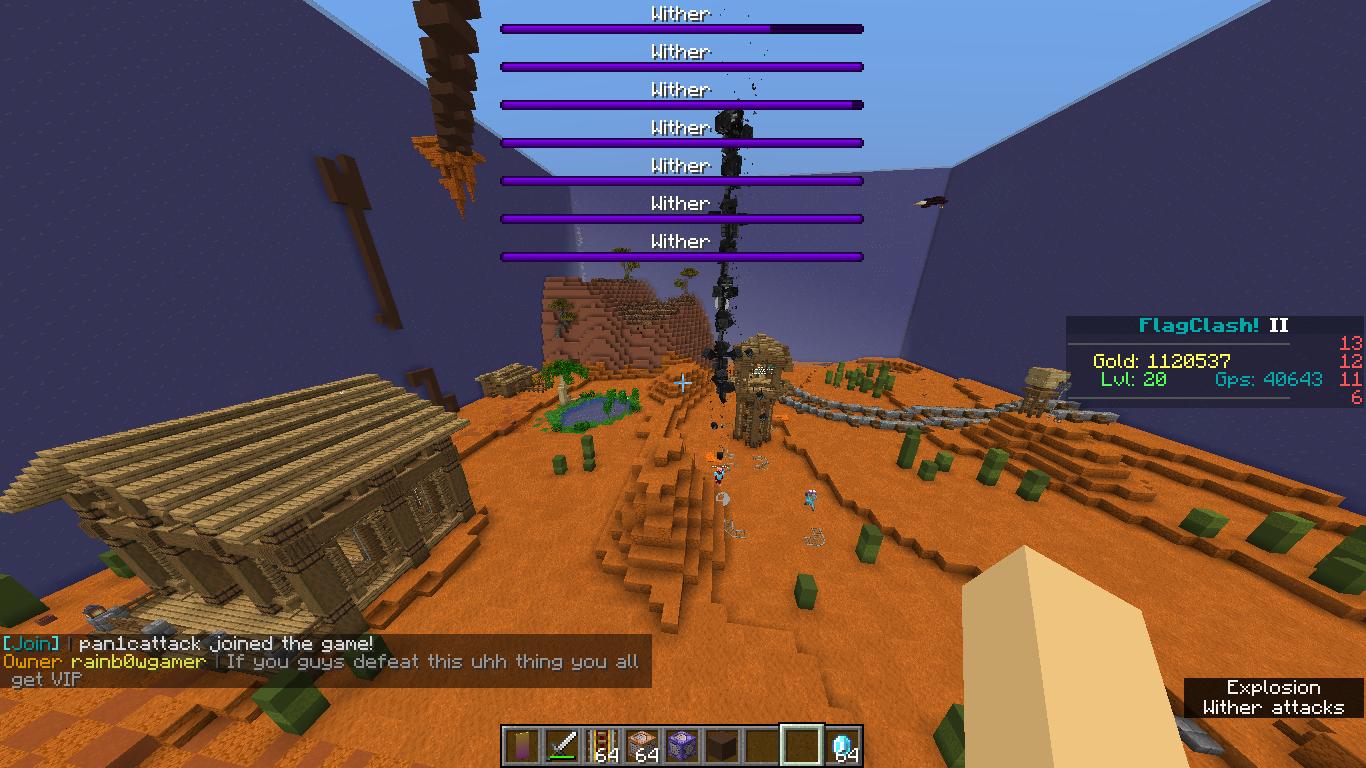 Wither
Wither
Wither
Wither
Wither
Wither
Wither
FlagClash! II
13
Gold: 1120537 12
Lvl: 20 Gps: 40643 11
6
[Join] | pan1cattack joined the game!
Owner rainb0wgamer | If you guys defeat this uhh thing you all
get VIP
Explosion
Wither attacks
64
64
64